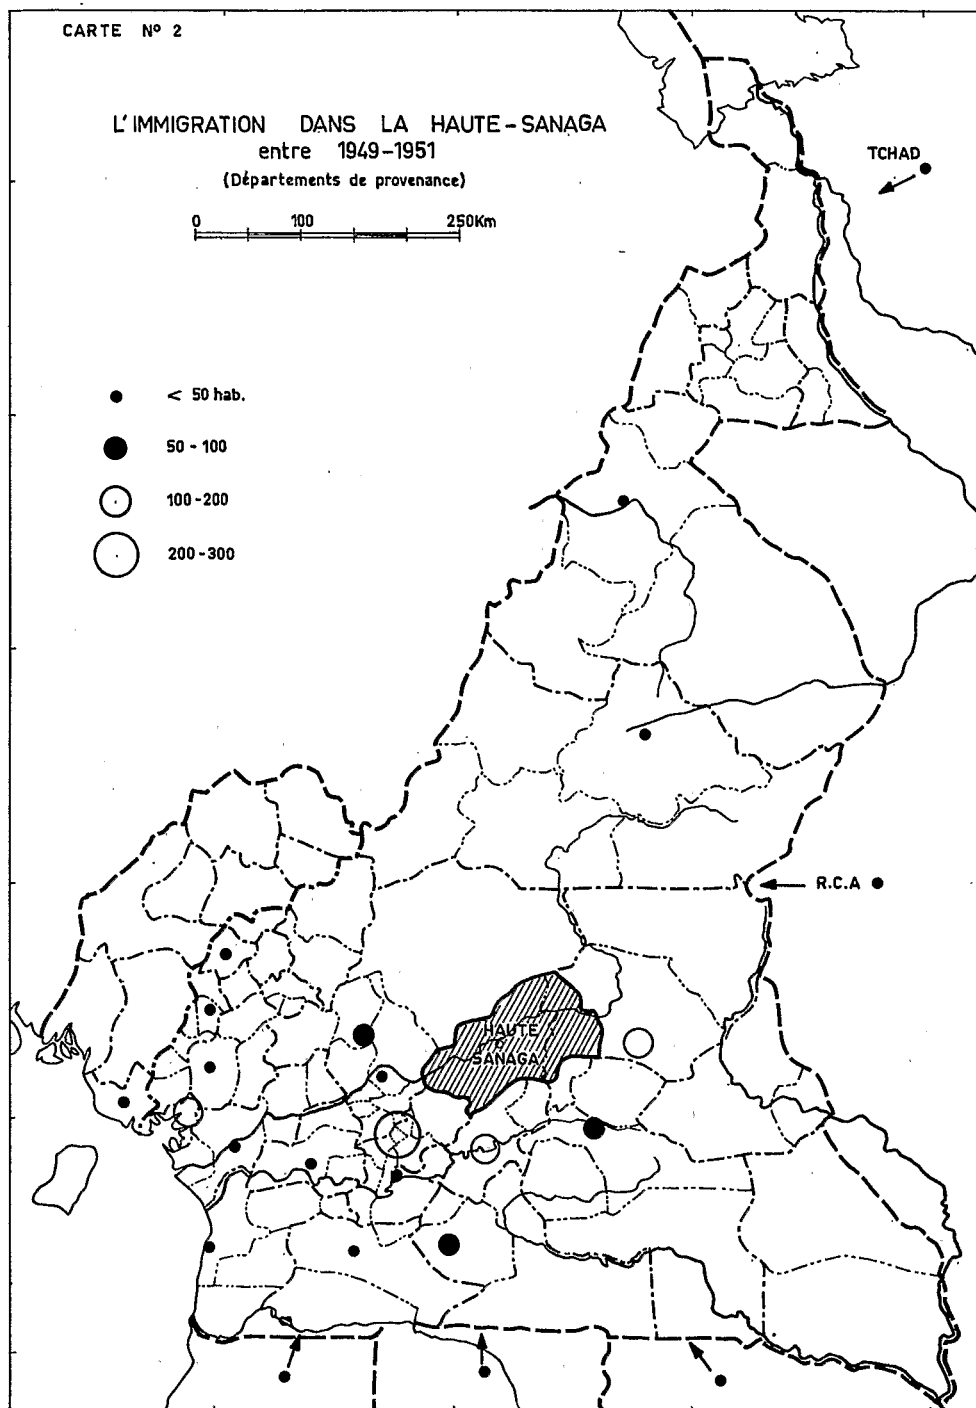 CARTE N° 2
L'IMMIGRATION DANS LA HAUTE-SANAGA
entre 1949-1951
(Départements de provenance)
0 100 250Km
TCHAD
< 50 hab.
50 - 100
100 - 200
200 - 300
R.C.A
HAUTE
SANAGA